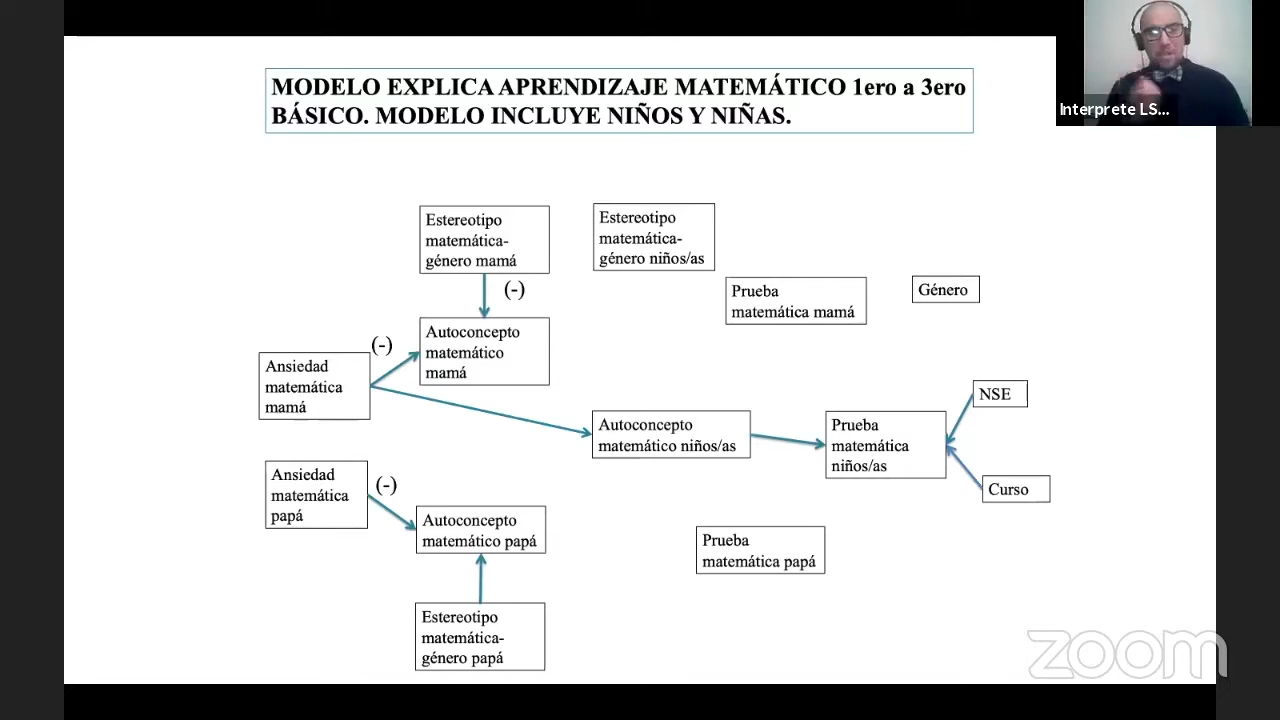 Interprete LS...
MODELO EXPLICA APRENDIZAJE MATEMÁTICO 1ero a 3ero
BÁSICO. MODELO INCLUYE NIÑOS Y NIÑAS.
Estereotipo
matemática-
género mamá
Estereotipo
matemática-
género niños/as
Prueba
matemática mamá
Género
(-)
Autoconcepto
matemático
mamá
(-)
Ansiedad
matemática
mamá
NSE
Autoconcepto
matemático niños/as
Prueba
matemática
niños/as
Ansiedad
matemática
papá
(-)
Curso
Autoconcepto
matemático papá
Prueba
matemática papá
Estereotipo
matemática-
género papá
zoom